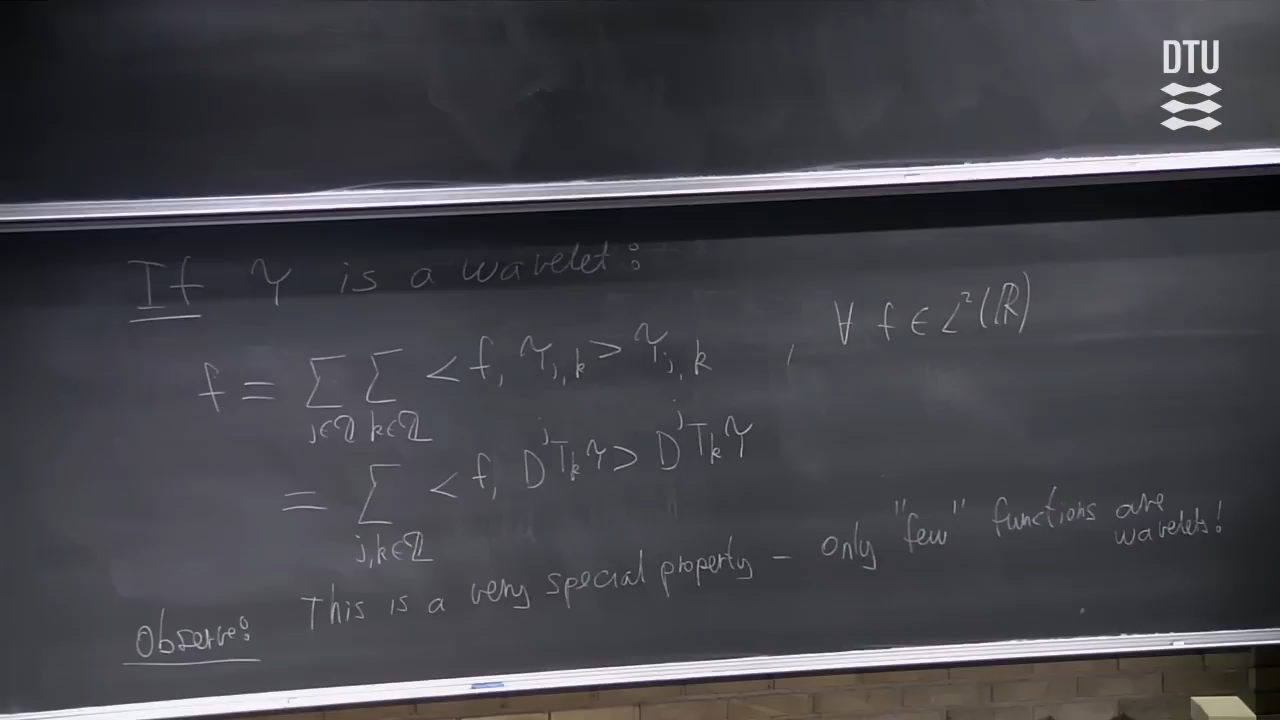 DTU
If ψ is a wavelet:
f = ∑_{j∈ℤ} ∑_{k∈ℤ} <f, ψ_{j,k}> ψ_{j,k} , ∀ f ∈ L²(ℝ)
= ∑_{j,k∈ℤ} <f, D^j T_k ψ> D^j T_k ψ
Observe: This is a very special property – only "few" functions are wavelets!